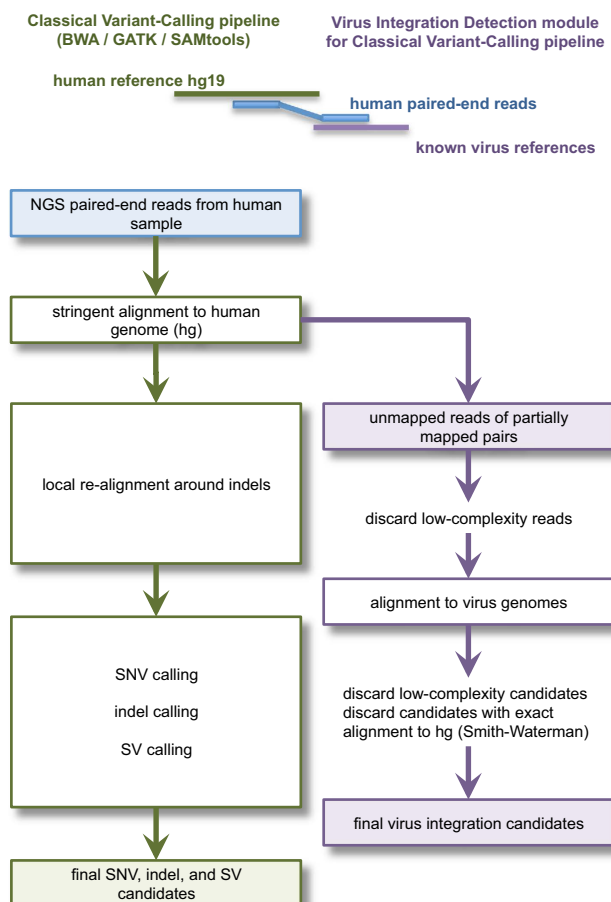 Classical Variant-Calling pipeline
(BWA / GATK / SAMtools)
Virus Integration Detection module
for Classical Variant-Calling pipeline
human reference hg19
human paired-end reads
known virus references
NGS paired-end reads from human
sample
stringent alignment to human
genome (hg)
local re-alignment around indels
SNV calling
indel calling
SV calling
final SNV, indel, and SV
candidates
unmapped reads of partially
mapped pairs
discard low-complexity reads
alignment to virus genomes
discard low-complexity candidates
discard candidates with exact
alignment to hg (Smith-Waterman)
final virus integration candidates